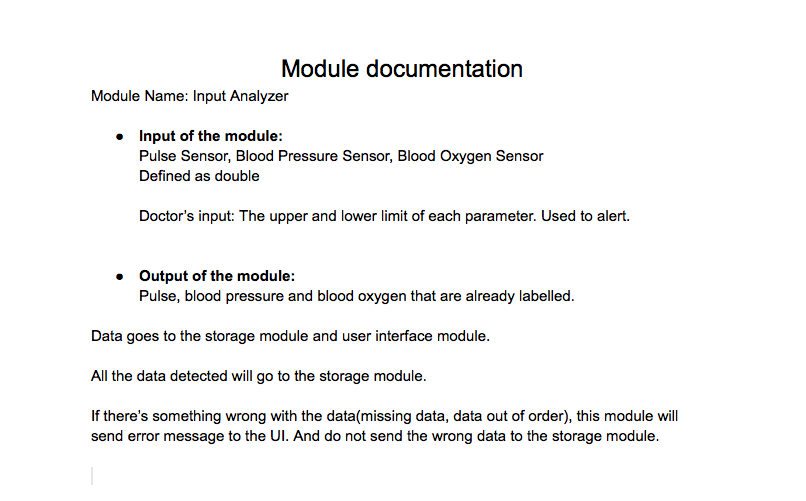 Module documentation
Module Name: Input Analyzer
● Input of the module:
Pulse Sensor, Blood Pressure Sensor, Blood Oxygen Sensor
Defined as double
Doctor’s input: The upper and lower limit of each parameter. Used to alert.
● Output of the module:
Pulse, blood pressure and blood oxygen that are already labelled.
Data goes to the storage module and user interface module.
All the data detected will go to the storage module.
If there’s something wrong with the data(missing data, data out of order), this module will
send error message to the UI. And do not send the wrong data to the storage module.